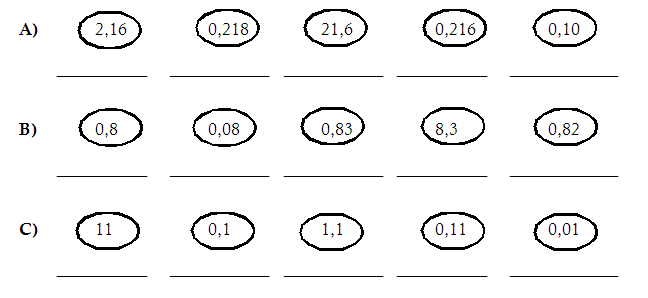 A) 2,16 0,218 21,6 0,216 0,10
B) 0,8 0,08 0,83 8,3 0,82
C) 11 0,1 1,1 0,11 0,01